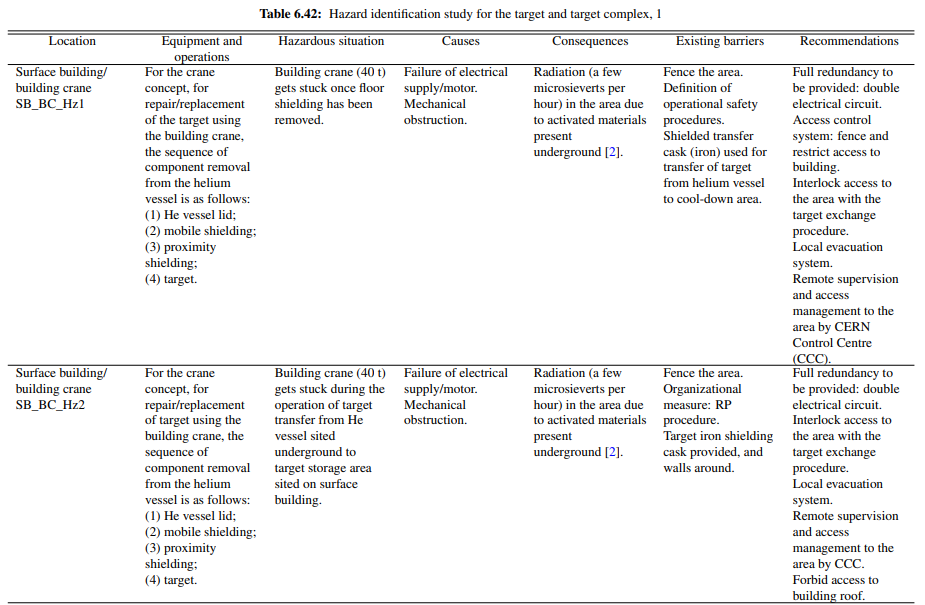 Table 6.42: Hazard identification study for the target and target complex, 1
Location
Equipment and
operations
Hazardous situation
Causes
Consequences
Existing barriers
Recommendations
Surface building/
building crane
SB_BC_Hz1
For the crane
concept, for
repair/replacement
of the target using
the building crane,
the sequence of
component removal
from the helium
vessel is as follows:
(1) He vessel lid;
(2) mobile shielding;
(3) proximity
shielding;
(4) target.
Building crane (40 t)
gets stuck once floor
shielding has been
removed.
Failure of electrical
supply/motor.
Mechanical
obstruction.
Radiation (a few
microsieverts per
hour) in the area due
to activated materials
present
underground [2].
Fence the area.
Definition of
operational safety
procedures.
Shielded transfer
cask (iron) used for
transfer of target
from helium vessel
to cool-down area.
Full redundancy to
be provided: double
electrical circuit.
Access control
system: fence and
restrict access to
building.
Interlock access to
the area with the
target exchange
procedure.
Local evacuation
system.
Remote supervision
and access
management to the
area by CERN
Control Centre
(CCC).
Surface building/
building crane
SB_BC_Hz2
For the crane
concept, for
repair/replacement
of target using the
building crane, the
sequence of
component removal
from the helium
vessel is as follows:
(1) He vessel lid;
(2) mobile shielding;
(3) proximity
shielding;
(4) target.
Building crane (40 t)
gets stuck during the
operation of target
transfer from He
vessel sited
underground to
target storage area
sited on surface
building.
Failure of electrical
supply/motor.
Mechanical
obstruction.
Radiation (a few
microsieverts per
hour) in the area due
to activated materials
present
underground [2].
Fence the area.
Organizational
measure: RP
procedure.
Target iron shielding
cask provided, and
walls around.
Full redundancy to
be provided: double
electrical circuit.
Interlock access to
the area with the
target exchange
procedure.
Local evacuation
system.
Remote supervision
and access
management to the
area by CCC.
Forbid access to
building roof.